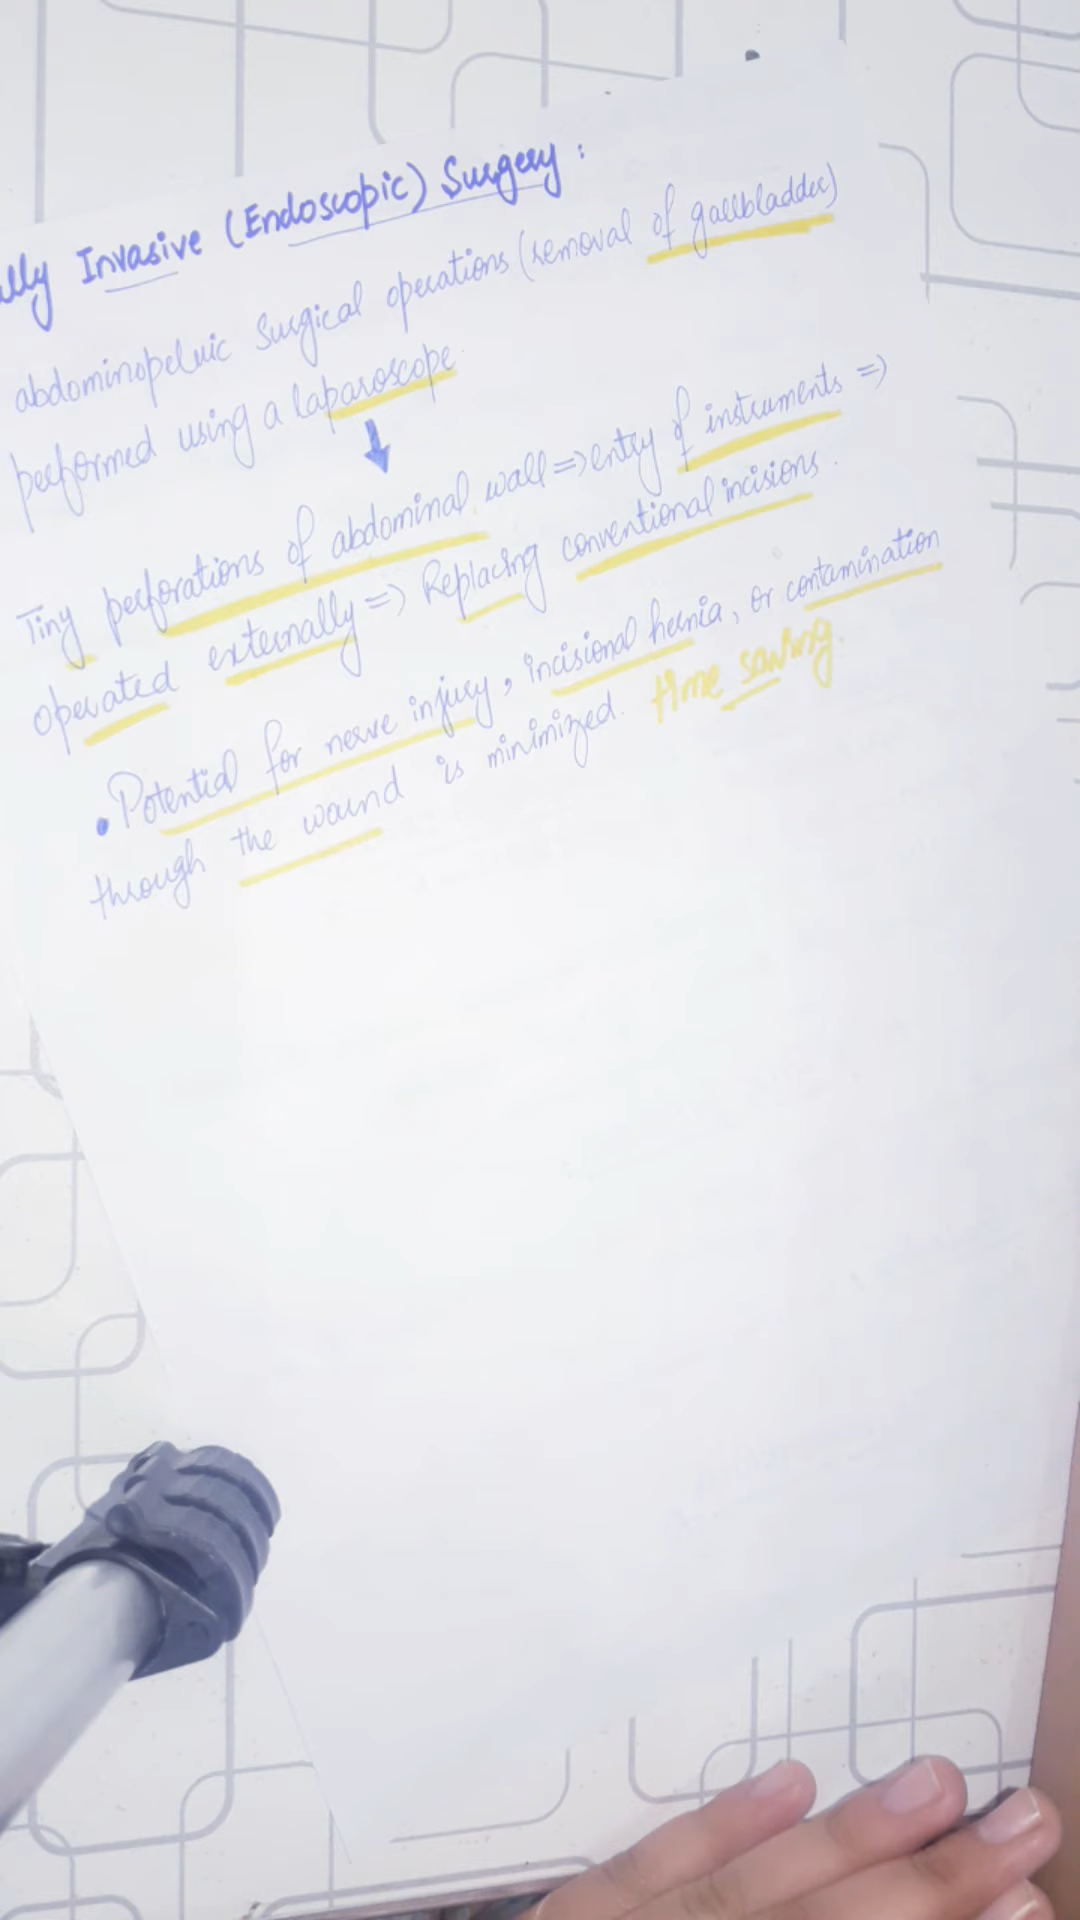 ally Invasive (Endoscopic) Surgery :
abdominopelvic surgical operations (removal of gallbladder)
performed using a laparoscope.
Tiny perforations of abdominal wall => entry of instruments =>
operated externally => Replacing conventional incisions.
• Potential for nerve injury, incisional hernia, or contamination
through the wound is minimized. time saving.